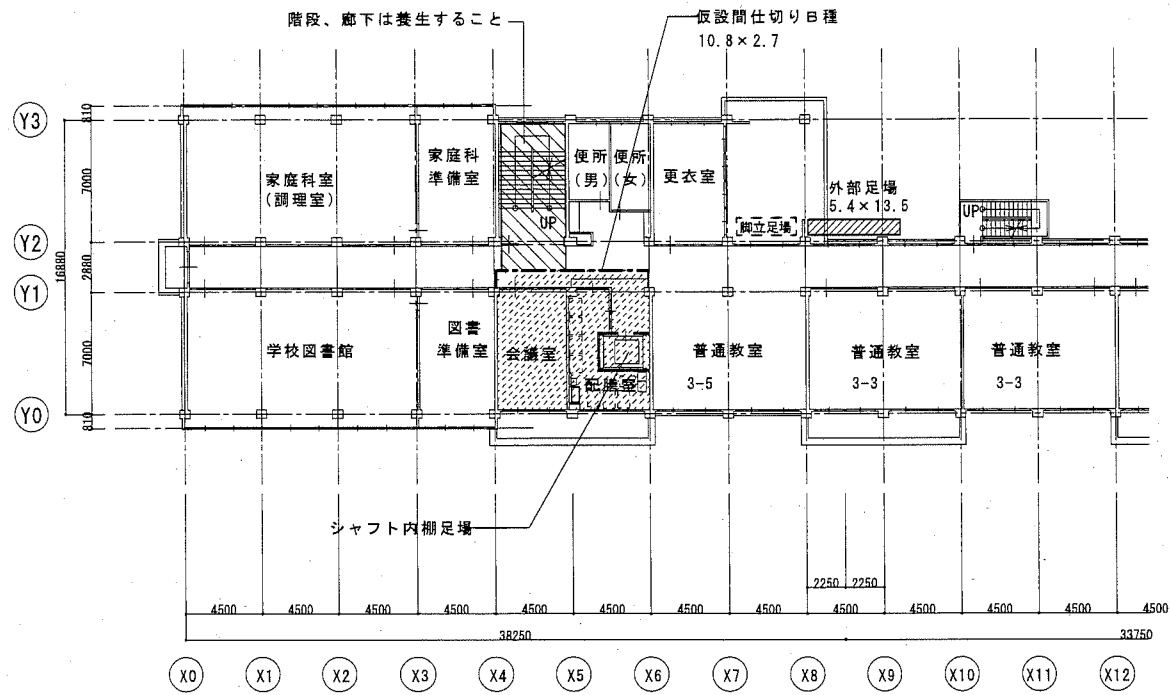 階段、廊下は養生すること
仮設間仕切りB種
10.8×2.7
Y3
Y2
Y1
Y0
810
7000
2880
7000
810
16880
家庭科室
(調理室)
家庭科
準備室
UP
便所
(男)
便所
(女)
更衣室
脚立足場
外部足場
5.4×13.5
UP
学校図書館
図書
準備室
会議室
配膳室
普通教室
3-5
普通教室
3-3
普通教室
3-3
シャフト内棚足場
2250 2250
4500 4500 4500 4500 4500 4500 4500 4500 4500 4500 4500 4500 4500
38250
33750
X0 X1 X2 X3 X4 X5 X6 X7 X8 X9 X10 X11 X12